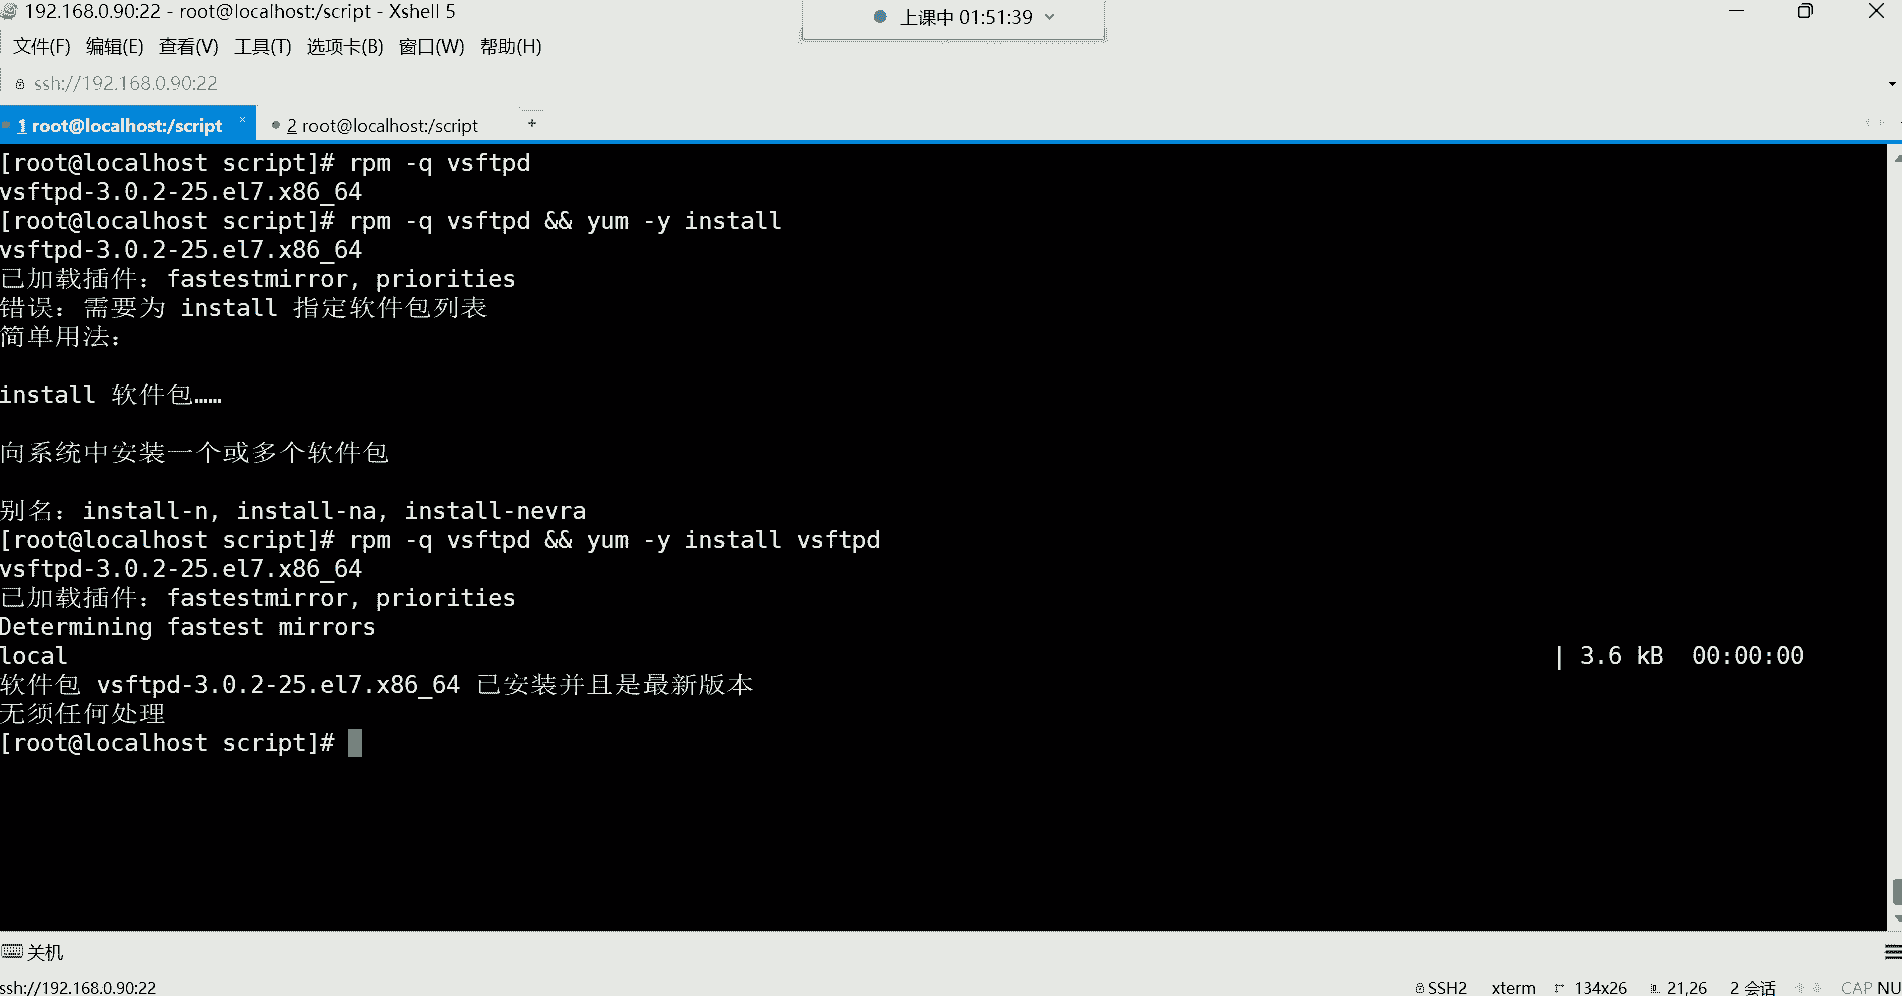 192.168.0.90:22 - root@localhost:/script - Xshell 5
上课中 01:51:39
文件(F) 编辑(E) 查看(V) 工具(T) 选项卡(B) 窗口(W) 帮助(H)
ssh://192.168.0.90:22
1 root@localhost:/script × 2 root@localhost:/script +
[root@localhost script]# rpm -q vsftpd
vsftpd-3.0.2-25.el7.x86_64
[root@localhost script]# rpm -q vsftpd && yum -y install
vsftpd-3.0.2-25.el7.x86_64
已加载插件：fastestmirror, priorities
错误：需要为 install 指定软件包列表
简单用法：
install 软件包……
向系统中安装一个或多个软件包
别名：install-n, install-na, install-nevra
[root@localhost script]# rpm -q vsftpd && yum -y install vsftpd
vsftpd-3.0.2-25.el7.x86_64
已加载插件：fastestmirror, priorities
Determining fastest mirrors
local | 3.6 kB 00:00:00
软件包 vsftpd-3.0.2-25.el7.x86_64 已安装并且是最新版本
无须任何处理
[root@localhost script]#
关机
ssh://192.168.0.90:22 SSH2 xterm 134x26 21,26 2 会话 CAP NU